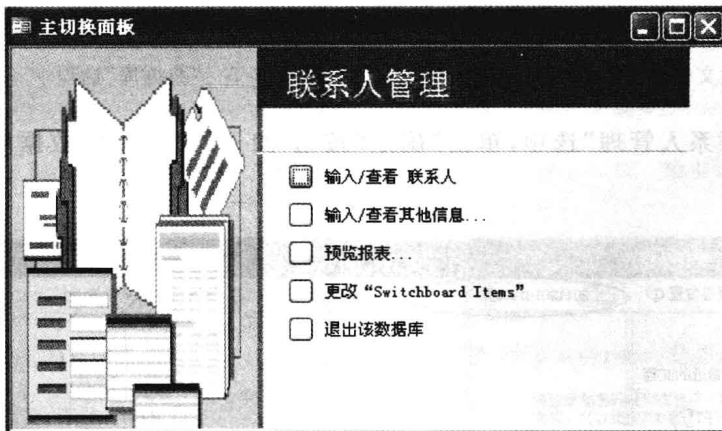 主切换面板
联系人管理
输入/查看 联系人
输入/查看其他信息...
预览报表...
更改“Switchboard Items”
退出该数据库